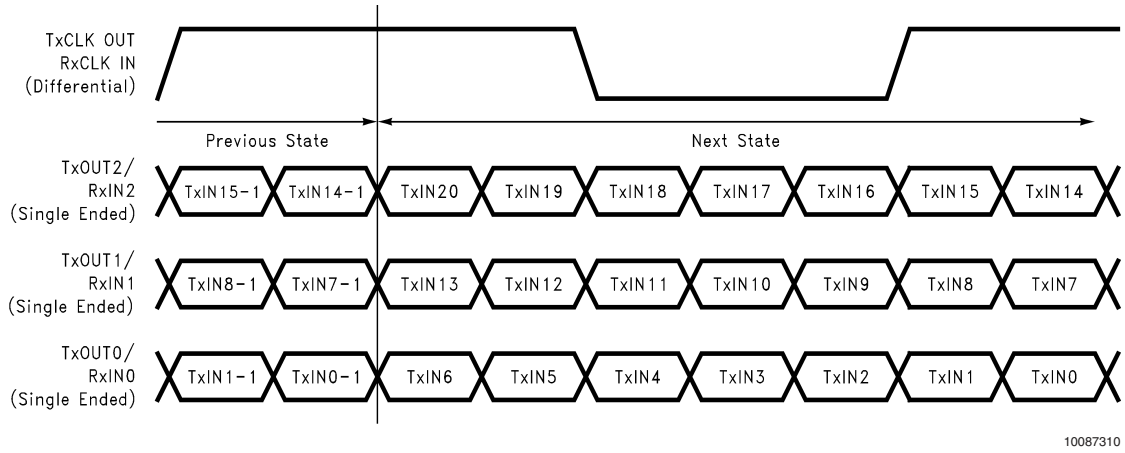 TxCLK OUT
RxCLK IN
(Differential)
Previous State
Next State
TxOUT2/
RxIN2
(Single Ended)
TxIN15-1 TxIN14-1 TxIN20 TxIN19 TxIN18 TxIN17 TxIN16 TxIN15 TxIN14
TxOUT1/
RxIN1
(Single Ended)
TxIN8-1 TxIN7-1 TxIN13 TxIN12 TxIN11 TxIN10 TxIN9 TxIN8 TxIN7
TxOUT0/
RxIN0
(Single Ended)
TxIN1-1 TxIN0-1 TxIN6 TxIN5 TxIN4 TxIN3 TxIN2 TxIN1 TxIN0
10087310